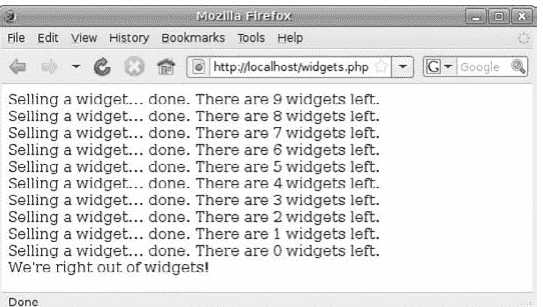 Mozilla Firefox
File Edit View History Bookmarks Tools Help
http://localhost/widgets.php
G Google
Selling a widget... done. There are 9 widgets left.
Selling a widget... done. There are 8 widgets left.
Selling a widget... done. There are 7 widgets left.
Selling a widget... done. There are 6 widgets left.
Selling a widget... done. There are 5 widgets left.
Selling a widget... done. There are 4 widgets left.
Selling a widget... done. There are 3 widgets left.
Selling a widget... done. There are 2 widgets left.
Selling a widget... done. There are 1 widgets left.
Selling a widget... done. There are 0 widgets left.
We're right out of widgets!
Done